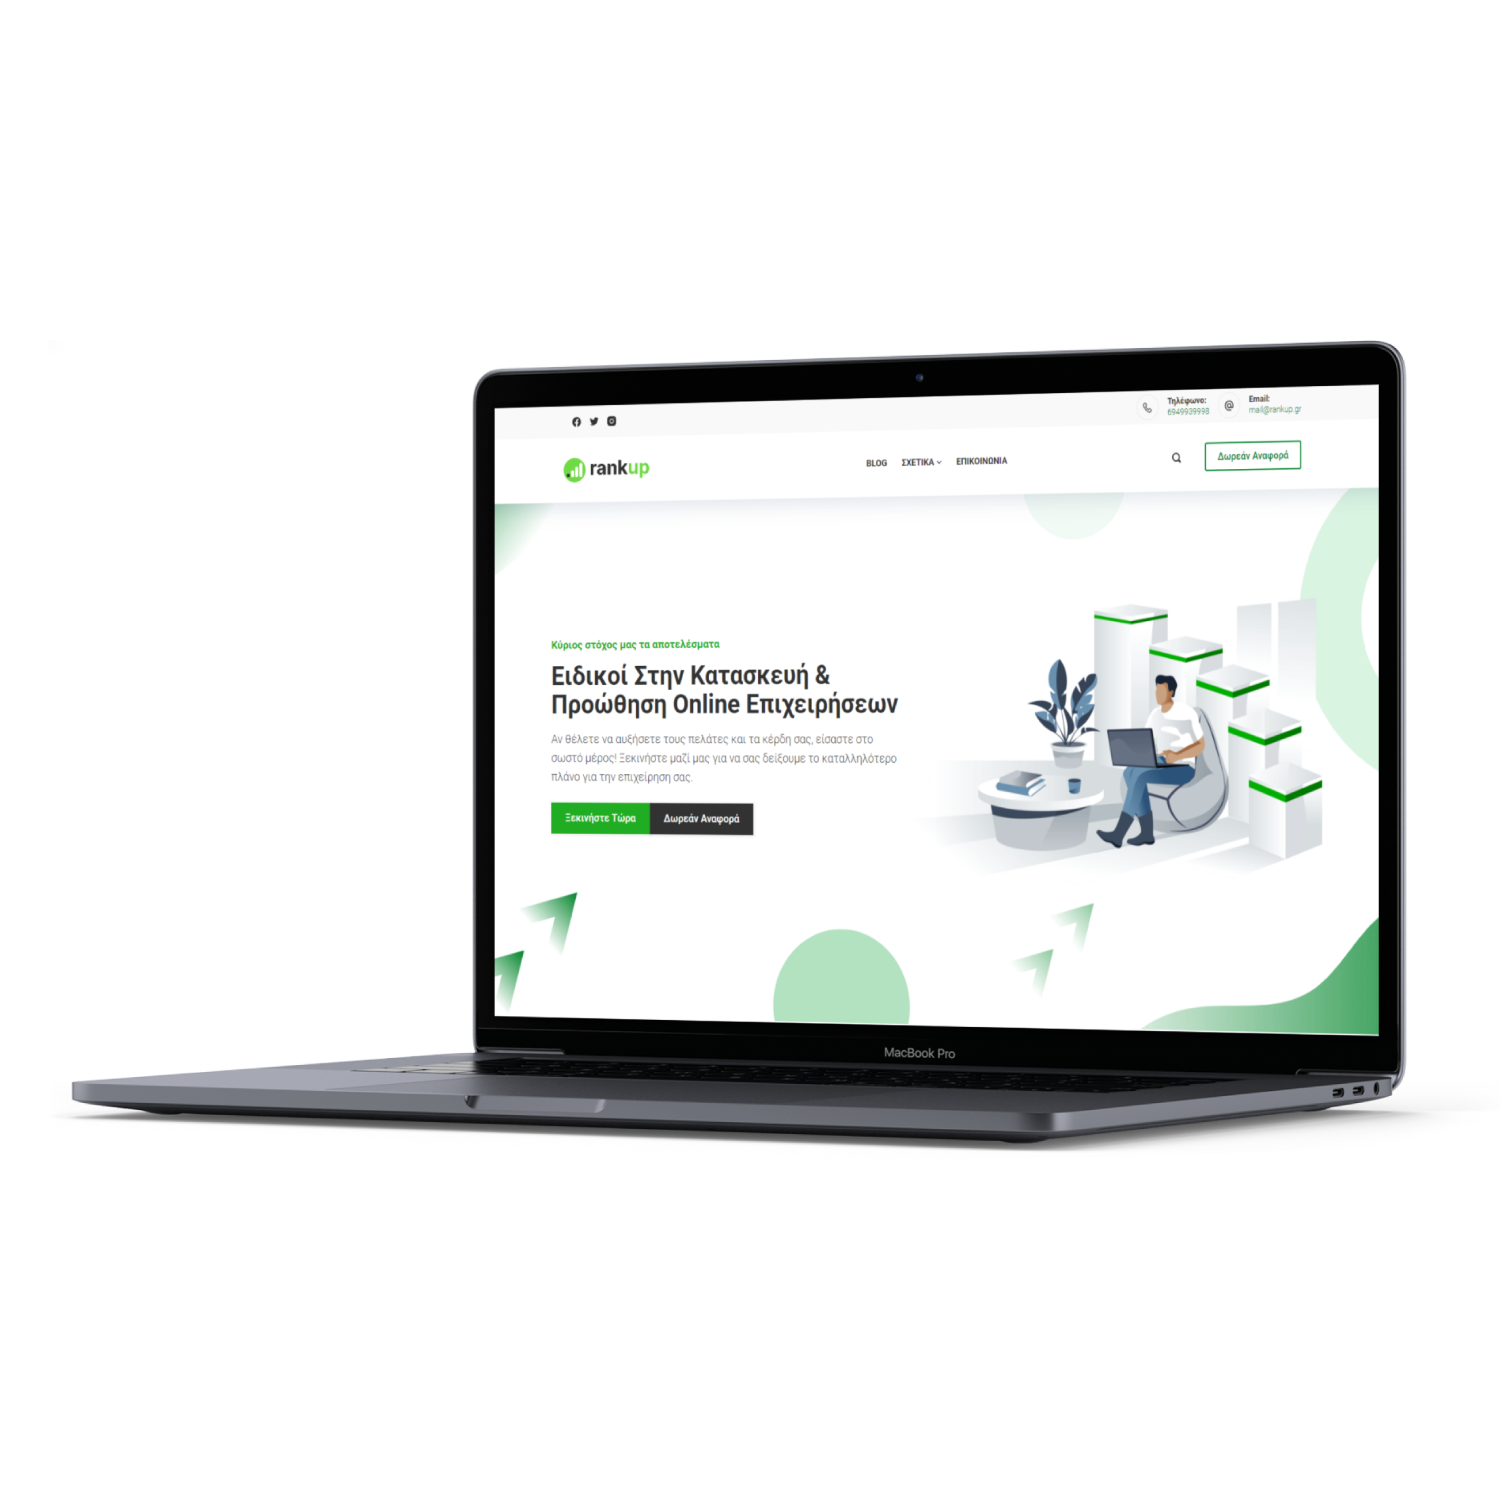 Τηλέφωνο:
6949939998
Email:
mail@rankup.gr
rankup
BLOG ΣΧΕΤΙΚΑ ΕΠΙΚΟΙΝΩΝΙΑ
Δωρεάν Αναφορά
Κύριος στόχος μας τα αποτελέσματα
Ειδικοί Στην Κατασκευή &
Προώθηση Online Επιχειρήσεων
Αν θέλετε να αυξήσετε τους πελάτες και τα κέρδη σας, είσαστε στο
σωστό μέρος! Ξεκινήστε μαζί μας για να σας δείξουμε το καταλληλότερο
πλάνο για την επιχείρηση σας.
Ξεκινήστε Τώρα Δωρεάν Αναφορά
MacBook Pro